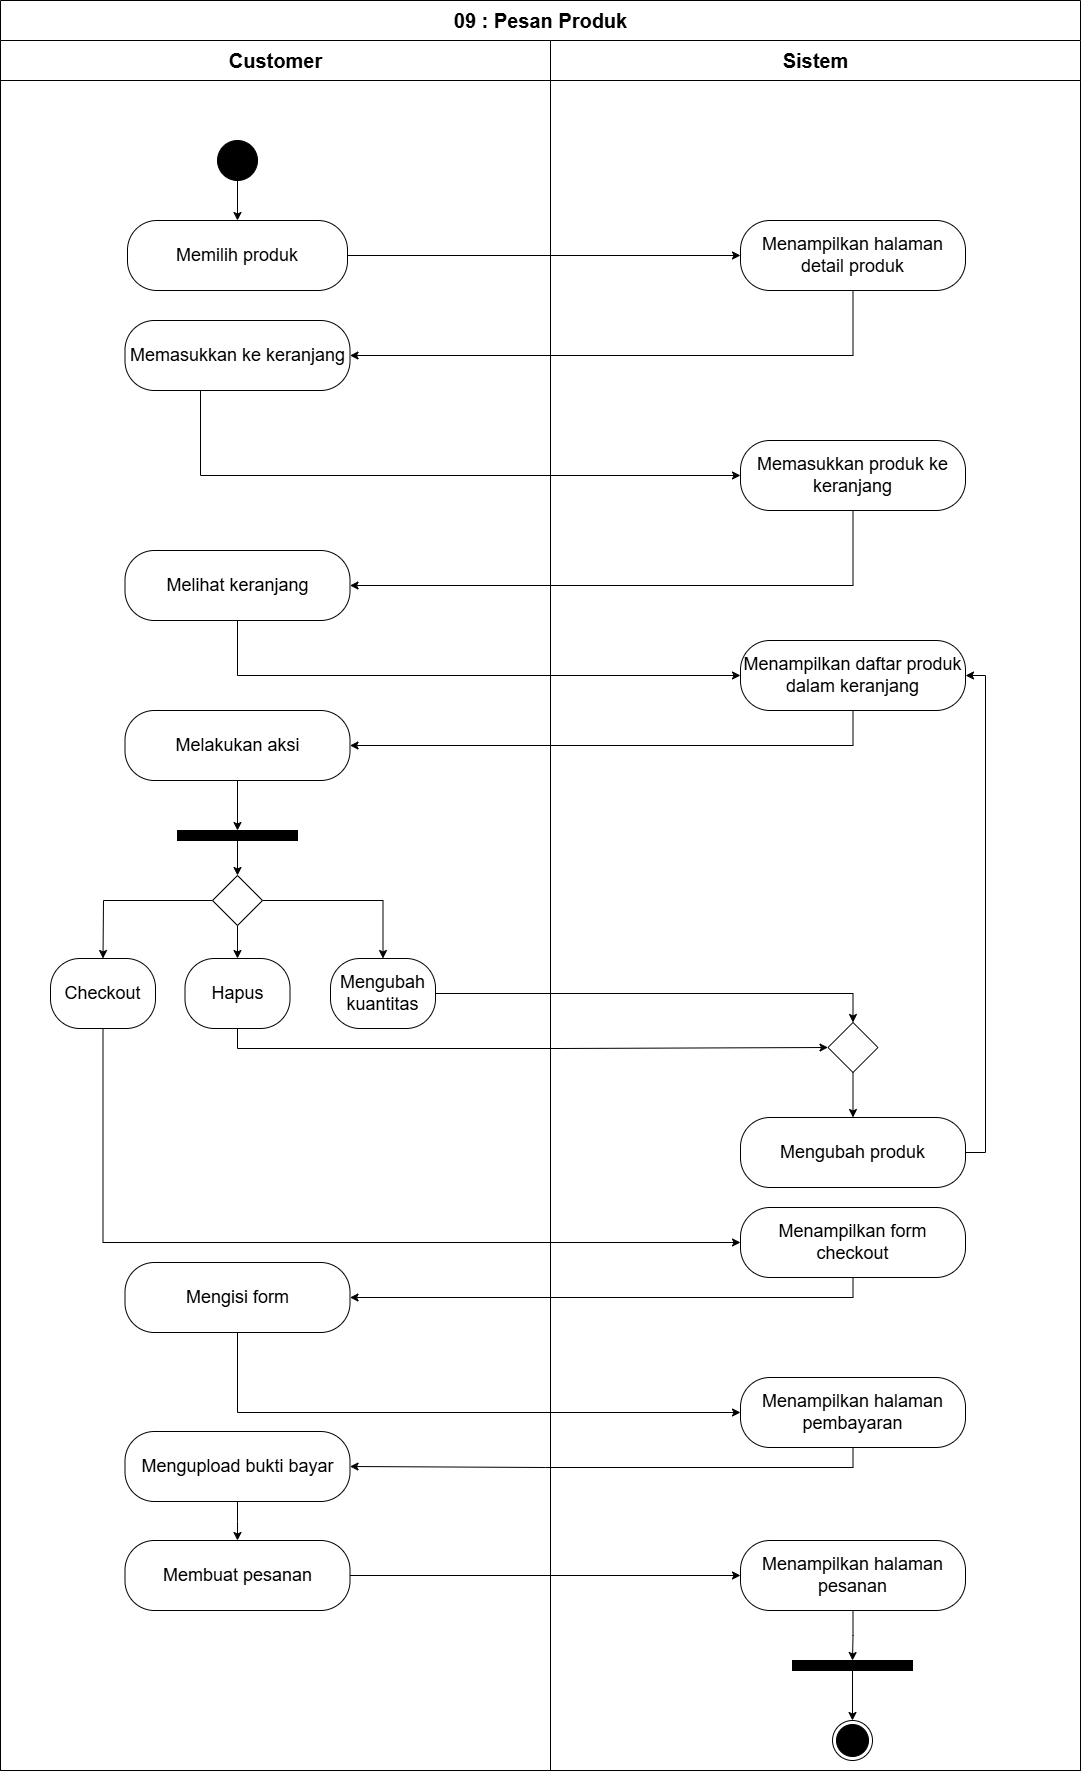 09 : Pesan Produk
Customer
Sistem
Memilih produk
Menampilkan halaman
detail produk
Memasukkan ke keranjang
Memasukkan produk ke
keranjang
Melihat keranjang
Menampilkan daftar produk
dalam keranjang
Melakukan aksi
Checkout
Hapus
Mengubah
kuantitas
Mengubah produk
Menampilkan form
checkout
Mengisi form
Menampilkan halaman
pembayaran
Mengupload bukti bayar
Membuat pesanan
Menampilkan halaman
pesanan